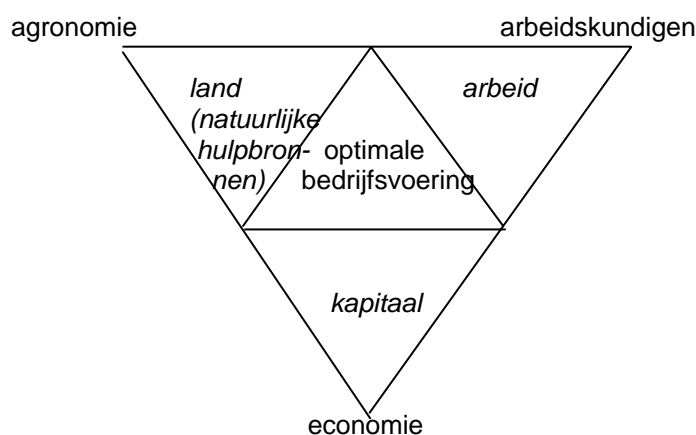 agronomie
arbeidskundigen
land
(natuurlijke
hulpbron-
nen)
arbeid
optimale
bedrijfsvoering
kapitaal
economie